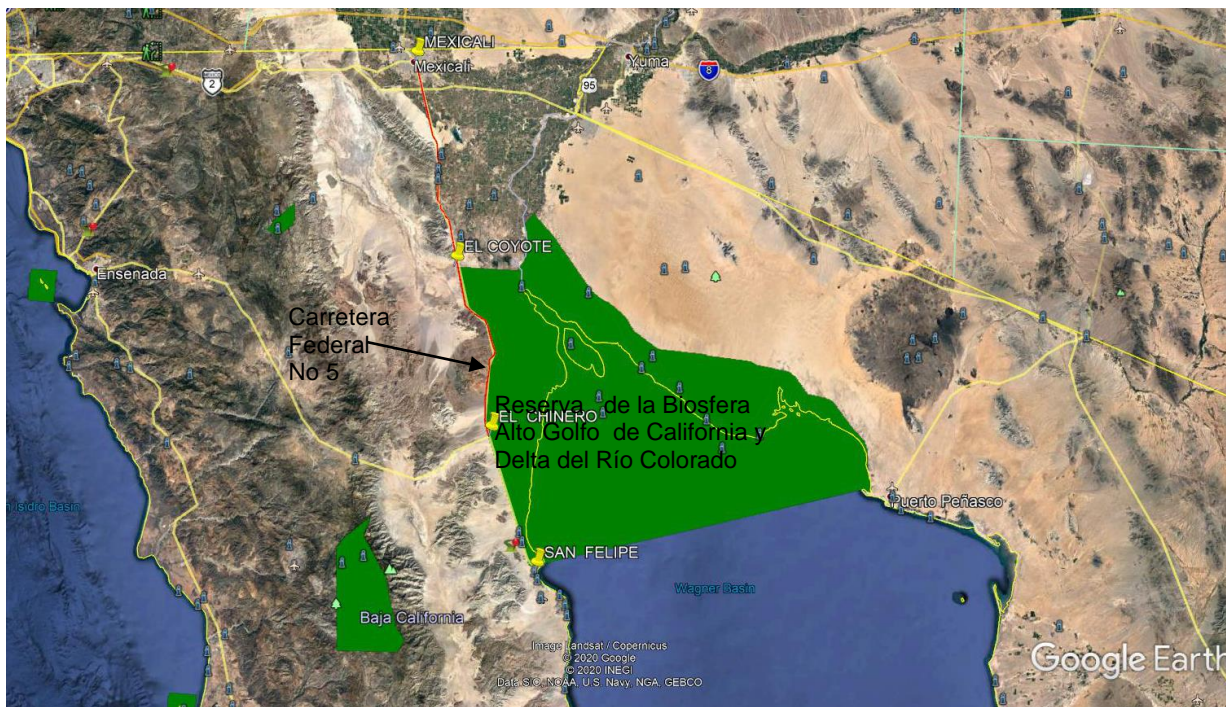 MEXICALI
Mexicali
Yuma
8
2
95
EL COYOTE
Ensenada
Carretera
Federal
No 5
Reserva de la Biosfera
EL CHINERO
Alto Golfo de California y
Delta del Río Colorado
n Isidro Basin
Puerto Peñasco
SAN FELIPE
Wagner Basin
Baja California
Image Landsat / Copernicus
© 2020 Google
© 2020 INEGI
Data SIO, NOAA, U.S. Navy, NGA, GEBCO
Google Earth